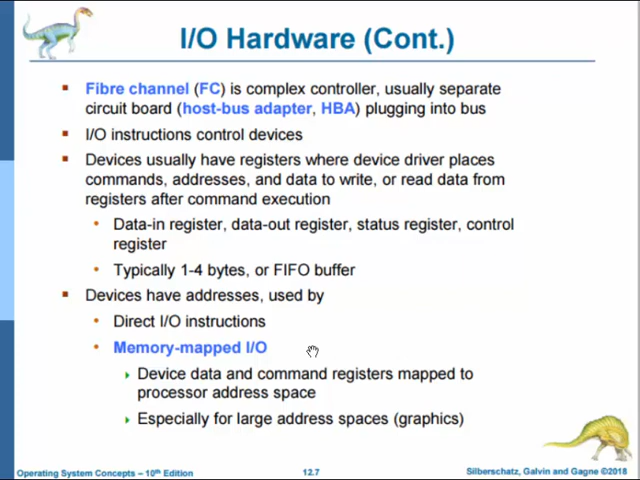 I/O Hardware (Cont.)
Fibre channel (FC) is complex controller, usually separate
circuit board (host-bus adapter, HBA) plugging into bus
I/O instructions control devices
Devices usually have registers where device driver places
commands, addresses, and data to write, or read data from
registers after command execution
Data-in register, data-out register, status register, control
register
Typically 1-4 bytes, or FIFO buffer
Devices have addresses, used by
Direct I/O instructions
Memory-mapped I/O
Device data and command registers mapped to
processor address space
Especially for large address spaces (graphics)
Operating System Concepts – 10th Edition
12.7
Silberschatz, Galvin and Gagne ©2018